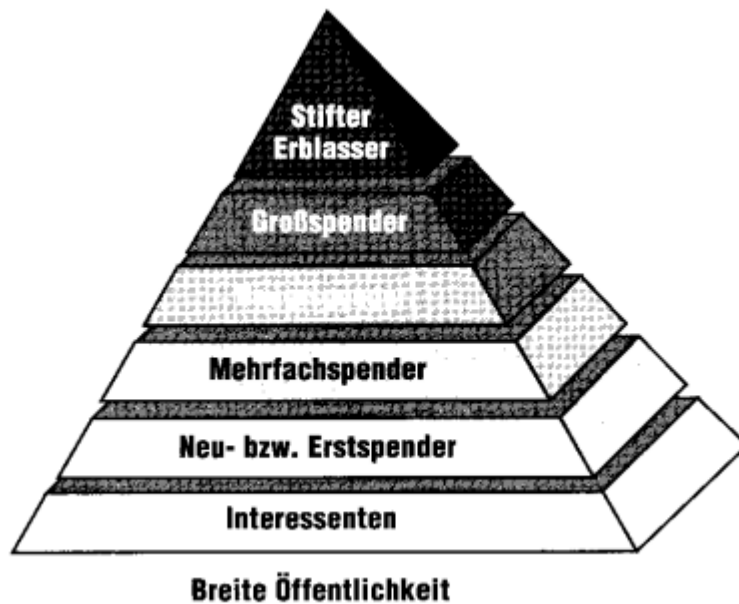 Stifter
Erblasser
Großspender
Mehrfachspender
Neu- bzw. Erstspender
Interessenten
Breite Öffentlichkeit